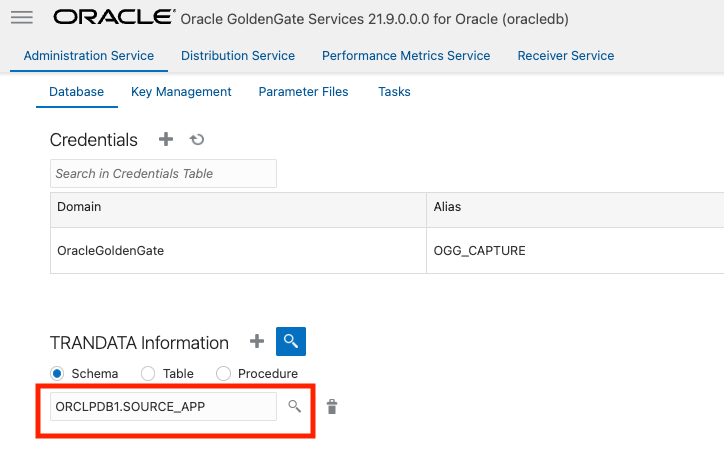 ORACLE® Oracle GoldenGate Services 21.9.0.0.0 for Oracle (oracledb)
Administration Service Distribution Service Performance Metrics Service Receiver Service
Database Key Management Parameter Files Tasks
Credentials
Search in Credentials Table
Domain Alias
OracleGoldenGate OGG_CAPTURE
TRANDATA Information
Schema Table Procedure
ORCLPDB1.SOURCE_APP